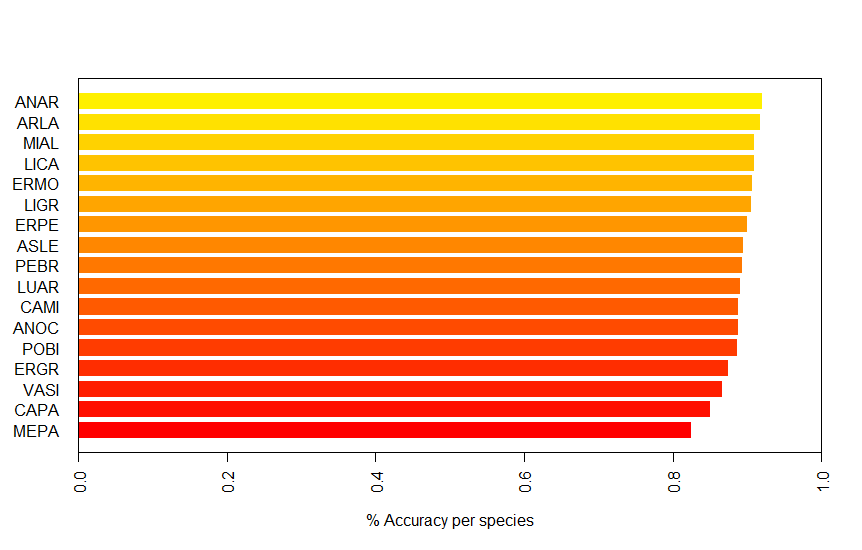 ANAR
ARLA
MIAL
LICA
ERMO
LIGR
ERPE
ASLE
PEBR
LUAR
CAMI
ANOC
POBI
ERGR
VASI
CAPA
MEPA
0.0 0.2 0.4 0.6 0.8 1.0
% Accuracy per species